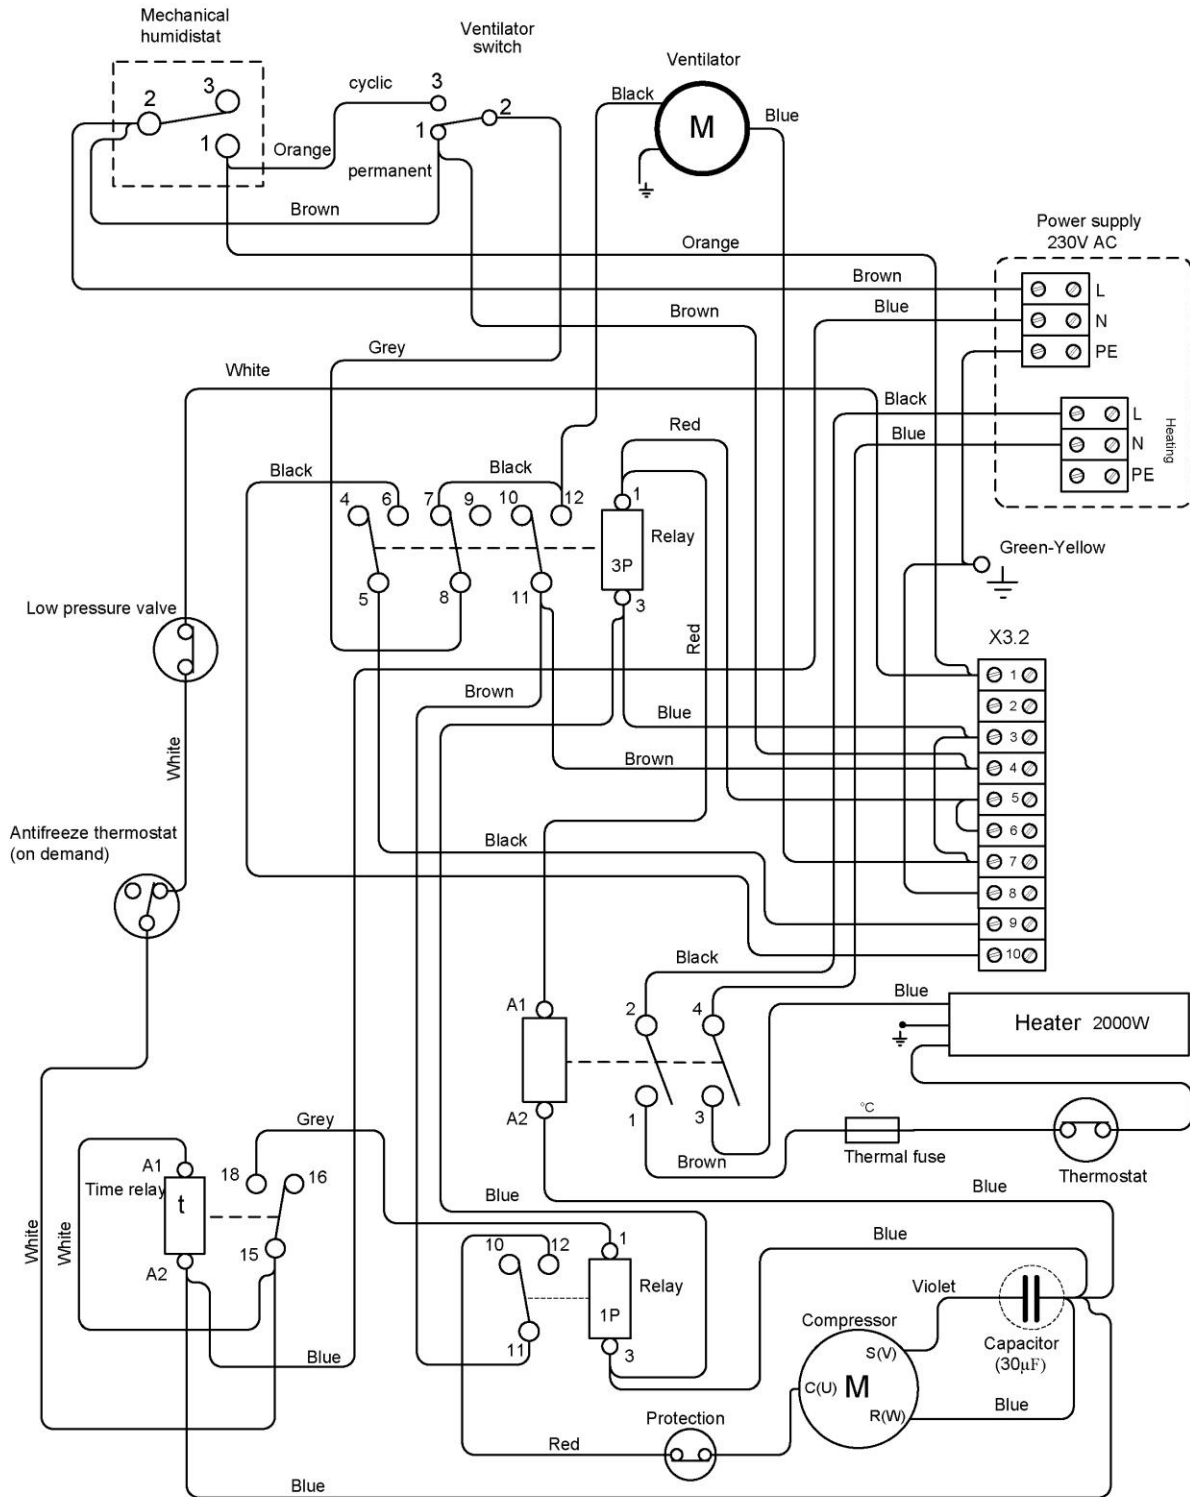 Mechanical
humidistat
Ventilator
switch
Ventilator
3
2
1
cyclic
3
2
1
permanent
Orange
Brown
Black
Blue
M
Power supply
230V AC
Orange
Brown
L
Blue
N
Brown
PE
Grey
White
Black
L
Blue
N
PE
Heating
Red
Black
Black
4
6
7
9
10
12
1
Relay
3P
5
8
11
3
Green-Yellow
Low pressure valve
Red
X3.2
1
2
3
4
5
6
7
8
9
10
Brown
Blue
Brown
White
Antifreeze thermostat
(on demand)
Black
Black
Blue
A1
2
4
Heater 2000W
A2
1
3
°C
Thermal fuse
Thermostat
Brown
Grey
A1
18
16
Time relay
t
15
A2
White
White
Blue
Blue
Blue
10
12
1
Relay
1P
11
3
Violet
Capacitor
(30µF)
Compressor
S(V)
C(U)
M
R(W)
Blue
Blue
Protection
Red
Blue